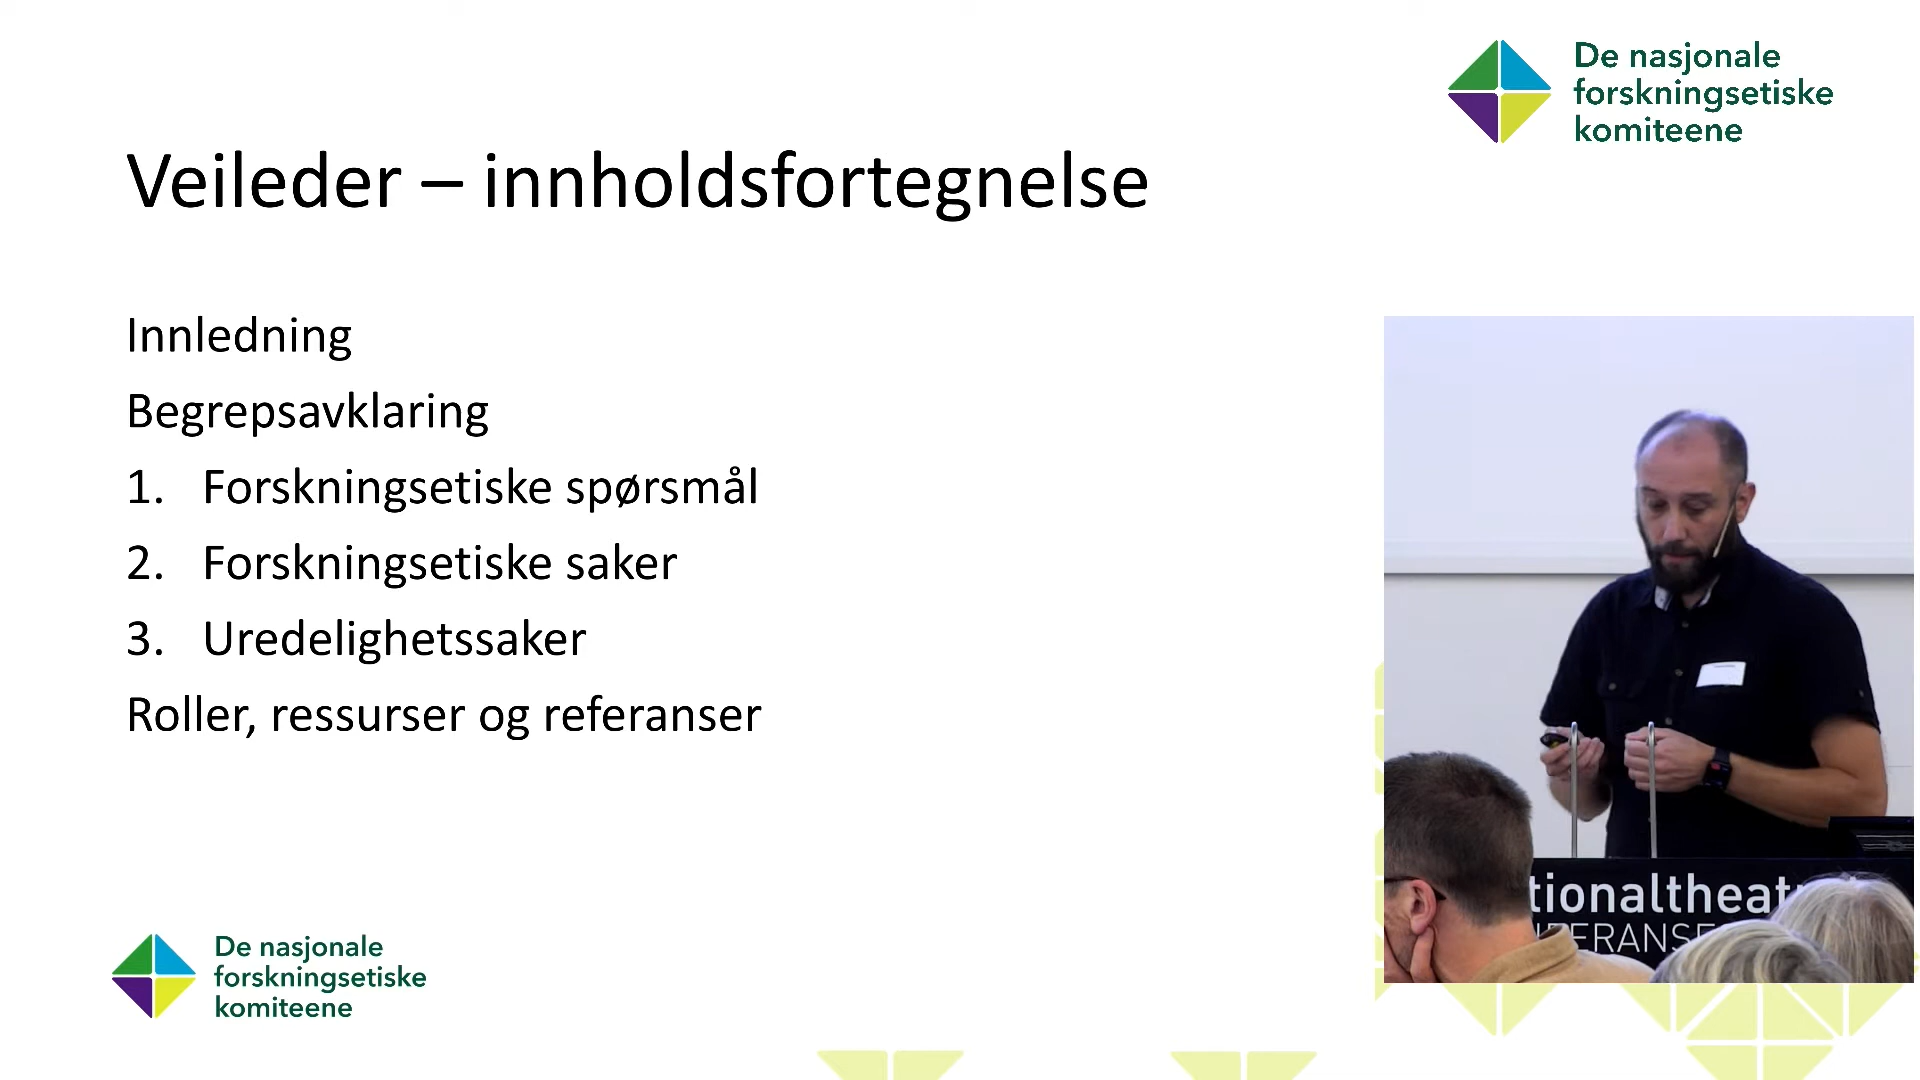 De nasjonale
forskningsetiske
komiteene
Veileder – innholdsfortegnelse
Innledning
Begrepsavklaring
1. Forskningsetiske spørsmål
2. Forskningsetiske saker
3. Uredelighetssaker
Roller, ressurser og referanser
tionaltheat
De nasjonale
forskningsetiske
komiteene